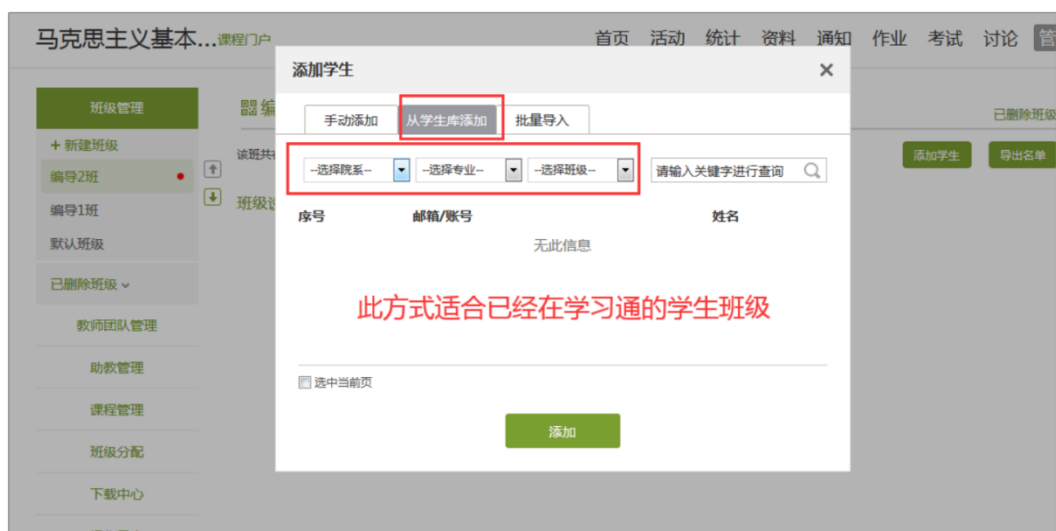 马克思主义基本...课程门户
首页 活动 统计 资料 通知 作业 考试 讨论 管
添加学生 ×
班级管理
编
已删除班级
手动添加 从学生库添加 批量导入
+ 新建班级
该班共
添加学生 导出名单
--选择院系-- --选择专业-- --选择班级-- 请输入关键字进行查询
编导2班
编导1班
班级设
序号 邮箱/账号 姓名
默认班级
无此信息
已删除班级
此方式适合已经在学习通的学生班级
教师团队管理
助教管理
选中当前页
课程管理
添加
班级分配
下载中心